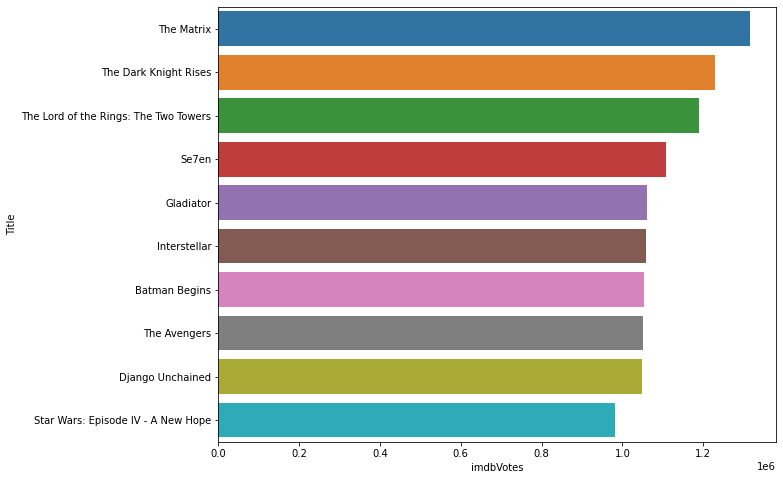 The Matrix
The Dark Knight Rises
The Lord of the Rings: The Two Towers
Se7en
Gladiator
Interstellar
Batman Begins
The Avengers
Django Unchained
Star Wars: Episode IV - A New Hope
Title
0.0 0.2 0.4 0.6 0.8 1.0 1.2
1e6
imdbVotes